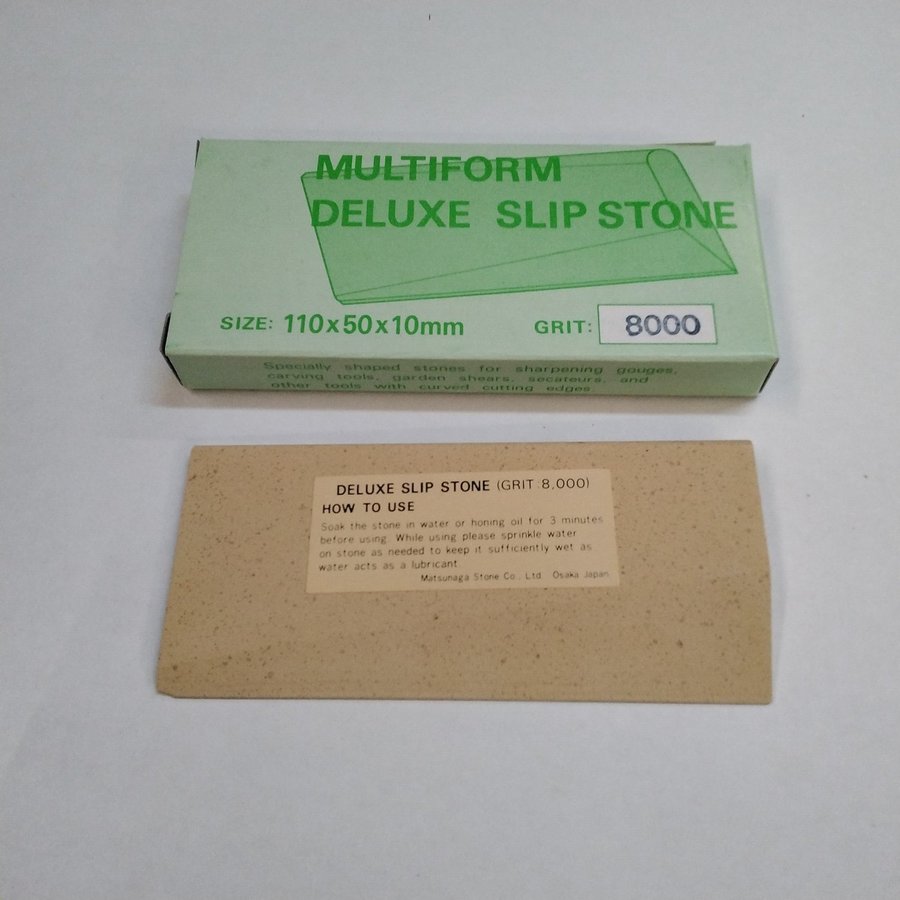 MULTIFORM
DELUXE SLIP STONE
SIZE: 110x50x10mm GRIT: 8000
Specially shaped stones for sharpening gouges,
carving tools, garden shears, secateurs, and
other tools with curved cutting edges.
DELUXE SLIP STONE (GRIT 8,000)
HOW TO USE
Soak the stone in water or honing oil for 3 minutes
before using. While using please sprinkle water
on stone as needed to keep it sufficiently wet as
water acts as a lubricant.
Matsunaga Stone Co., Ltd. Osaka Japan